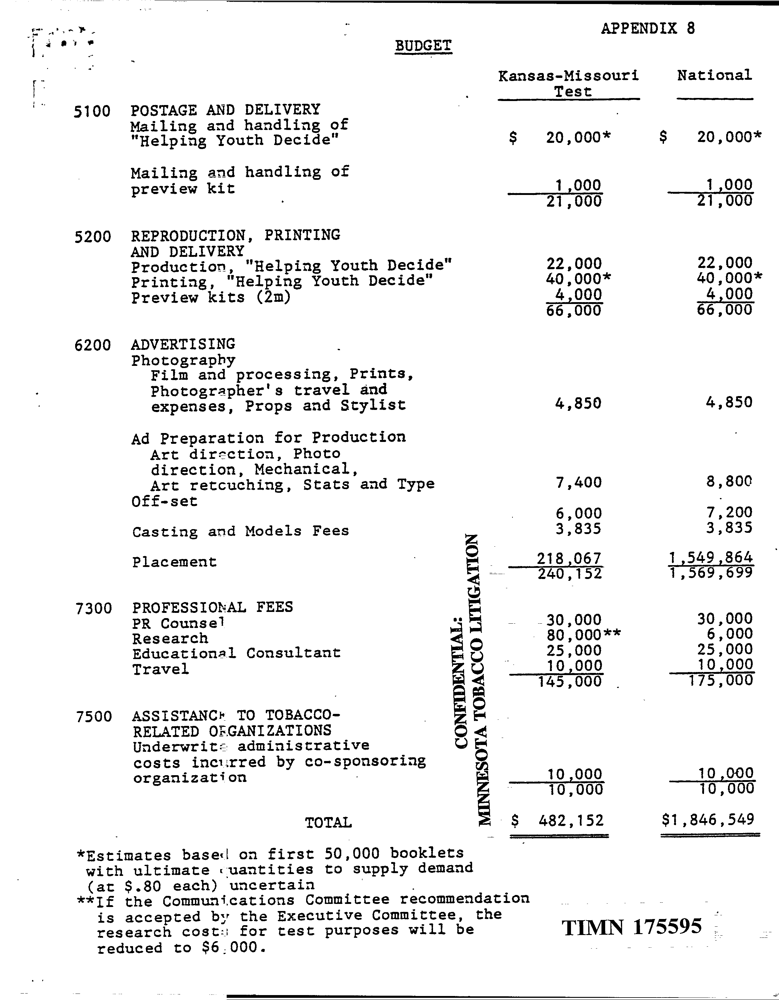 APPENDIX 8
BUDGET
Kansas-Missouri National
Test
5100 POSTAGE AND DELIVERY
Mailing and handling of
"Helping Youth Decide" $ 20,000* $ 20,000*
Mailing and handling of
preview kit 1,000 1,000
21,000 21,000
5200 REPRODUCTION, PRINTING
AND DELIVERY
Production, "Helping Youth Decide" 22,000 22,000
Printing, "Helping Youth Decide" 40,000* 40,000*
Preview kits (2m) 4,000 4,000
66,000 66,000
6200 ADVERTISING
Photography
Film and processing, Prints,
Photographer's travel and
expenses, Props and Stylist 4,850 4,850
Ad Preparation for Production
Art direction, Photo
direction, Mechanical,
Art retouching, Stats and Type 7,400 8,800
Off-set
6,000 7,200
Casting and Models Fees 3,835 3,835
Placement 218,067 1,549,864
240,152 1,569,699
7300 PROFESSIONAL FEES
PR Counsel 30,000 30,000
Research 80,000** 6,000
Educational Consultant 25,000 25,000
Travel 10,000 10,000
145,000 175,000
7500 ASSISTANCE TO TOBACCO-
RELATED ORGANIZATIONS
Underwrite administrative
costs incurred by co-sponsoring
organization 10,000 10,000
10,000 10,000
TOTAL $ 482,152 $1,846,549
CONFIDENTIAL:
MINNESOTA TOBACCO LITIGATION
*Estimates based on first 50,000 booklets
with ultimate quantities to supply demand
(at $.80 each) uncertain
**If the Communications Committee recommendation
is accepted by the Executive Committee, the
research costs for test purposes will be
reduced to $6,000.
TIMN 175595